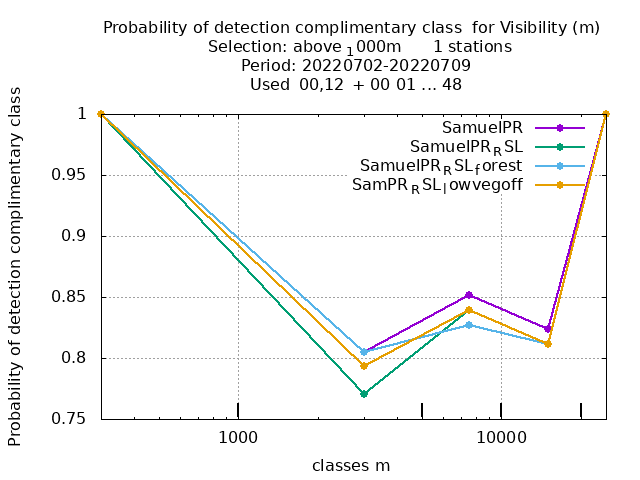 Probability of detection complimentary class  for Visibility (m)
Selection: above 1000m      1 stations
Period: 20220702-20220709
Used  00,12  + 00 01 ... 48
Probability of detection complimentary class
1
0.95
0.9
0.85
0.8
0.75
SamuelPR
SamuelPR_RSL
SamuelPR_RSL_forest
SamPR_RSL_lowvegoff
1000
10000
classes m